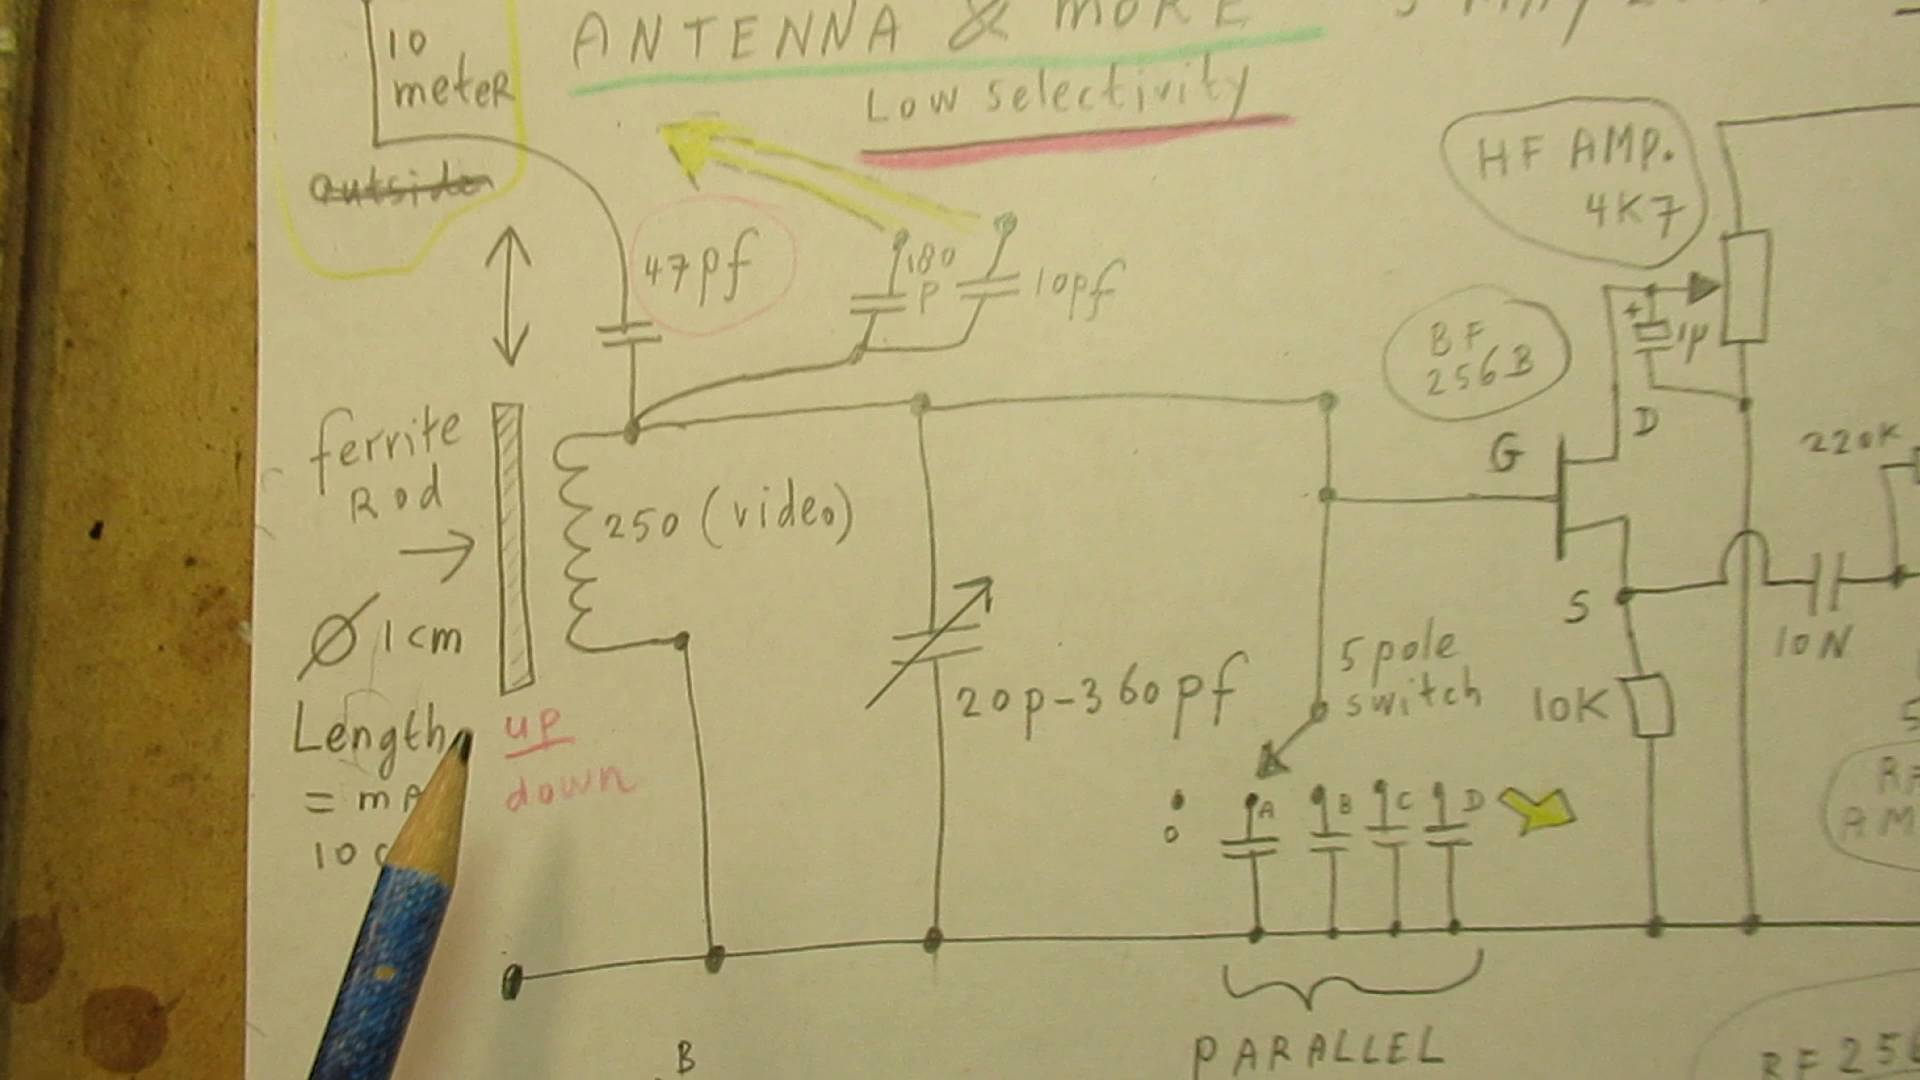 ANTENNA & MORE
Low selectivity
10
meter
outside
47pf
180
P
10pf
HF AMP.
4K7
BF
256B
+
1µ
D
G
S
220K
10N
10K
ferrite
Rod
Ø 1cm
Length
= m
10
up
down
250 (video)
20p-360pf
5 pole
switch
A B C D
PARALLEL
B